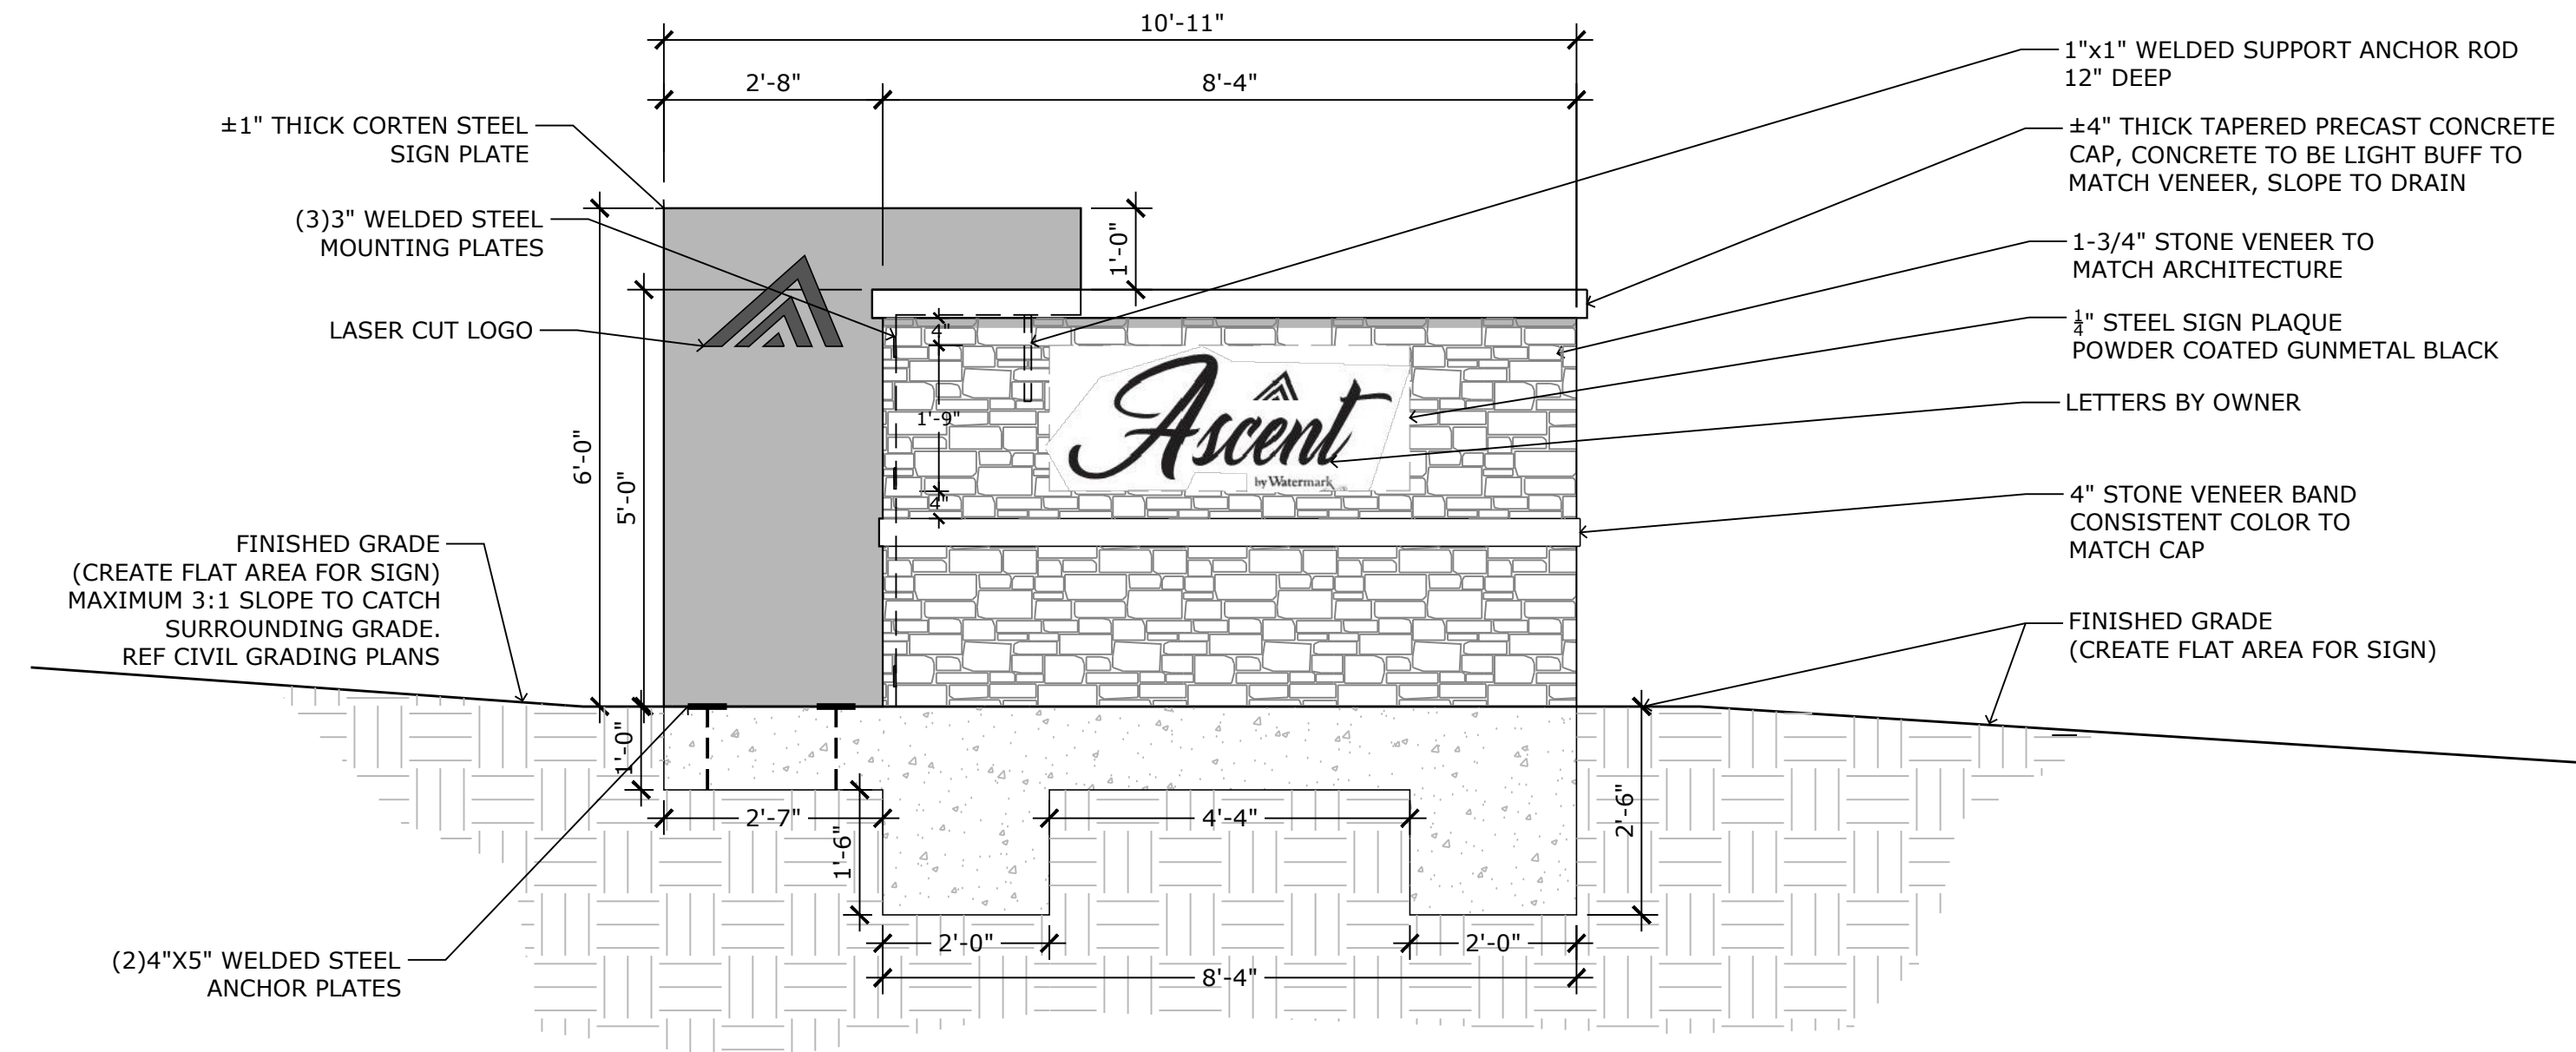 10'-11"
2'-8"
8'-4"
±1" THICK CORTEN STEEL
SIGN PLATE
(3)3" WELDED STEEL
MOUNTING PLATES
LASER CUT LOGO
FINISHED GRADE
(CREATE FLAT AREA FOR SIGN)
MAXIMUM 3:1 SLOPE TO CATCH
SURROUNDING GRADE.
REF CIVIL GRADING PLANS
(2)4"X5" WELDED STEEL
ANCHOR PLATES
6'-0"
5'-0"
1'-0"
1'-0"
4"
1'-9"
4"
Ascent
by Watermark
2'-7"
1'-6"
4'-4"
2'-6"
2'-0"
2'-0"
8'-4"
1"x1" WELDED SUPPORT ANCHOR ROD
12" DEEP
±4" THICK TAPERED PRECAST CONCRETE
CAP, CONCRETE TO BE LIGHT BUFF TO
MATCH VENEER, SLOPE TO DRAIN
1-3/4" STONE VENEER TO
MATCH ARCHITECTURE
1/4" STEEL SIGN PLAQUE
POWDER COATED GUNMETAL BLACK
LETTERS BY OWNER
4" STONE VENEER BAND
CONSISTENT COLOR TO
MATCH CAP
FINISHED GRADE
(CREATE FLAT AREA FOR SIGN)